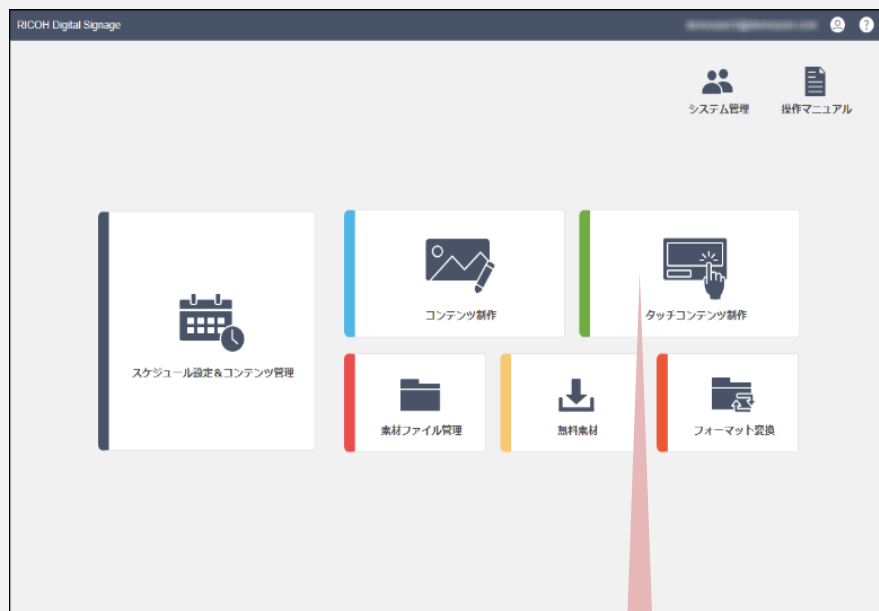 RICOH Digital Signage
?
システム管理
操作マニュアル
スケジュール設定&コンテンツ管理
コンテンツ制作
タッチコンテンツ制作
素材ファイル管理
無料素材
フォーマット変換